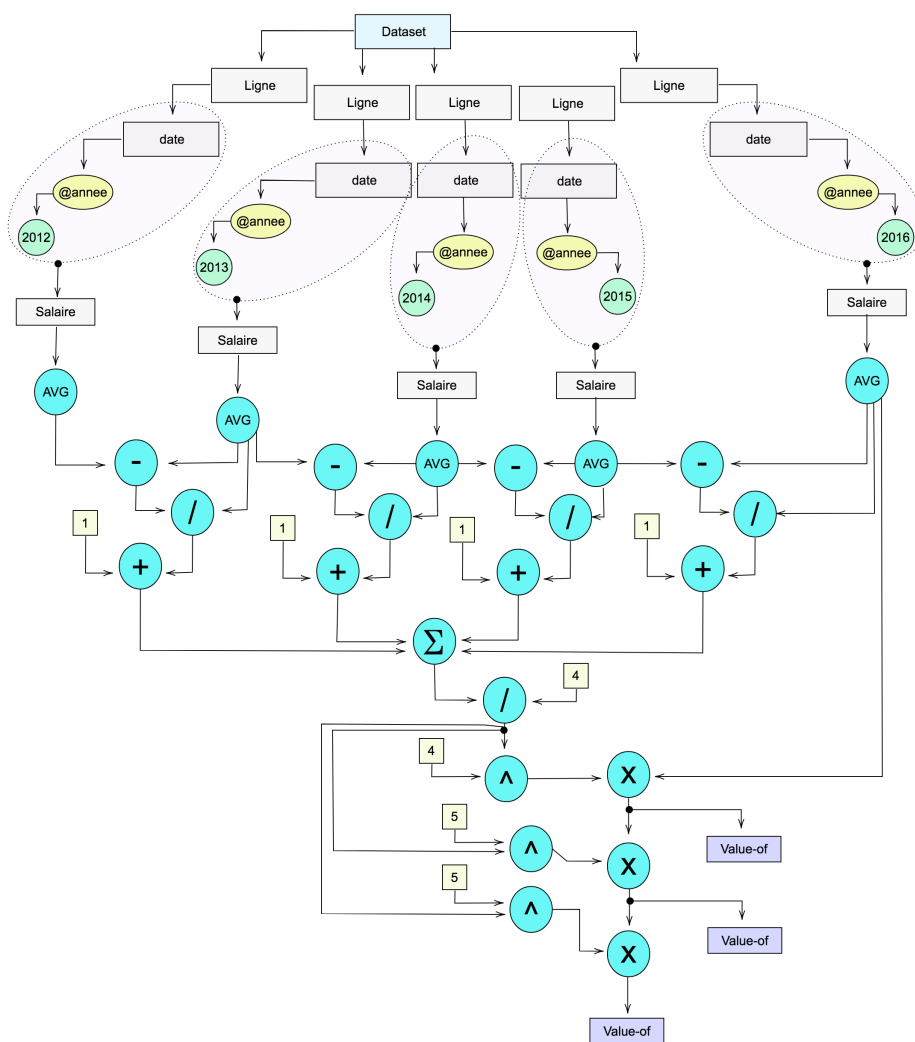 Dataset
Ligne
Ligne
Ligne
Ligne
Ligne
date
date
date
date
date
@annee
@annee
@annee
@annee
@annee
2012
2013
2014
2015
2016
Salaire
Salaire
Salaire
Salaire
Salaire
AVG
AVG
AVG
AVG
AVG
-
-
-
-
/
/
/
/
1
1
1
1
+
+
+
+
Σ
4
/
4
^
X
5
^
X
Value-of
5
^
X
Value-of
Value-of